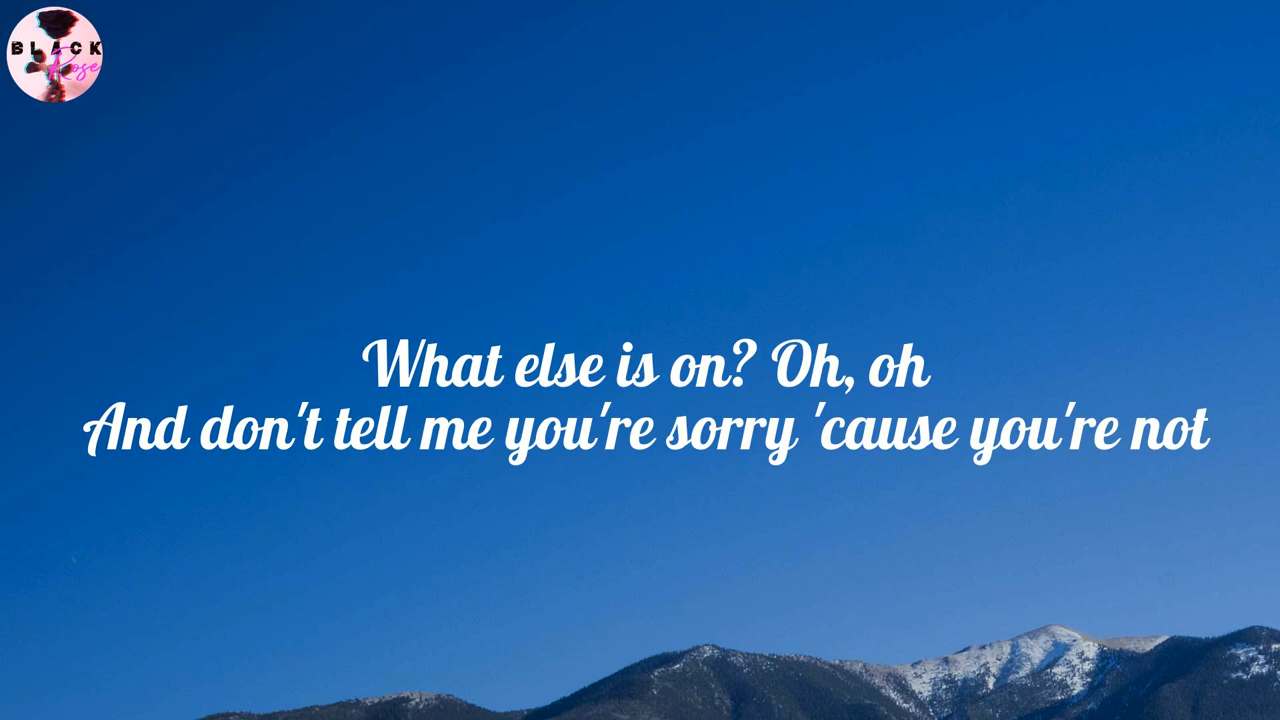 BLACK
Rose
What else is on? Oh, oh
And don't tell me you're sorry 'cause you're not